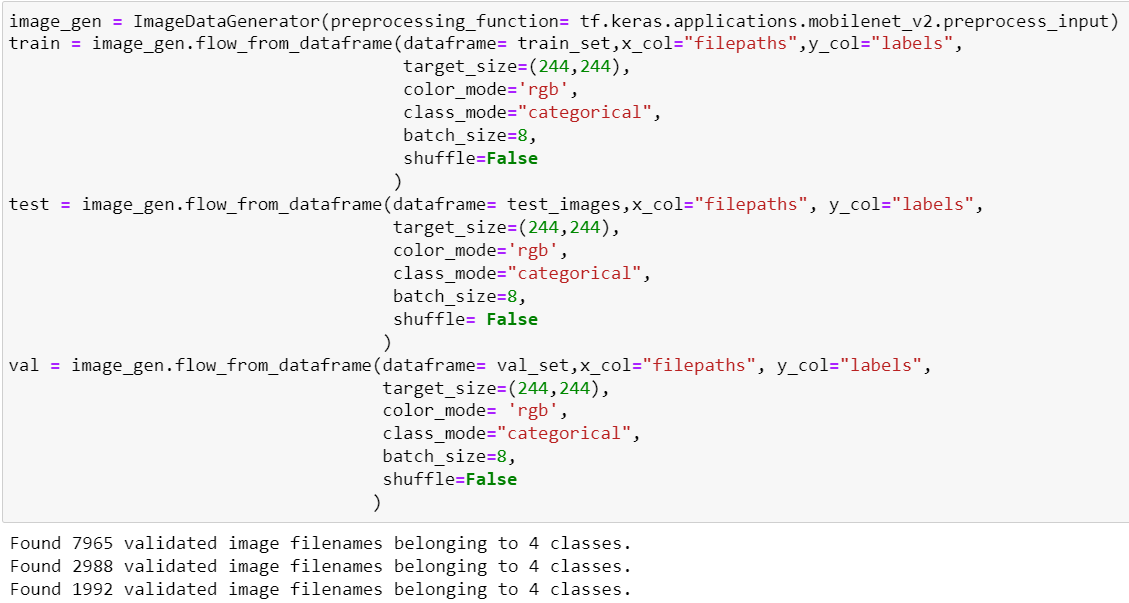 image_gen = ImageDataGenerator(preprocessing_function= tf.keras.applications.mobilenet_v2.preprocess_input)
train = image_gen.flow_from_dataframe(dataframe= train_set,x_col="filepaths",y_col="labels",
                                      target_size=(244,244),
                                      color_mode='rgb',
                                      class_mode="categorical",
                                      batch_size=8,
                                      shuffle=False
                                     )
test = image_gen.flow_from_dataframe(dataframe= test_images,x_col="filepaths", y_col="labels",
                                     target_size=(244,244),
                                     color_mode='rgb',
                                     class_mode="categorical",
                                     batch_size=8,
                                     shuffle= False
                                    )
val = image_gen.flow_from_dataframe(dataframe= val_set,x_col="filepaths", y_col="labels",
                                    target_size=(244,244),
                                    color_mode= 'rgb',
                                    class_mode="categorical",
                                    batch_size=8,
                                    shuffle=False
                                   )
Found 7965 validated image filenames belonging to 4 classes.
Found 2988 validated image filenames belonging to 4 classes.
Found 1992 validated image filenames belonging to 4 classes.